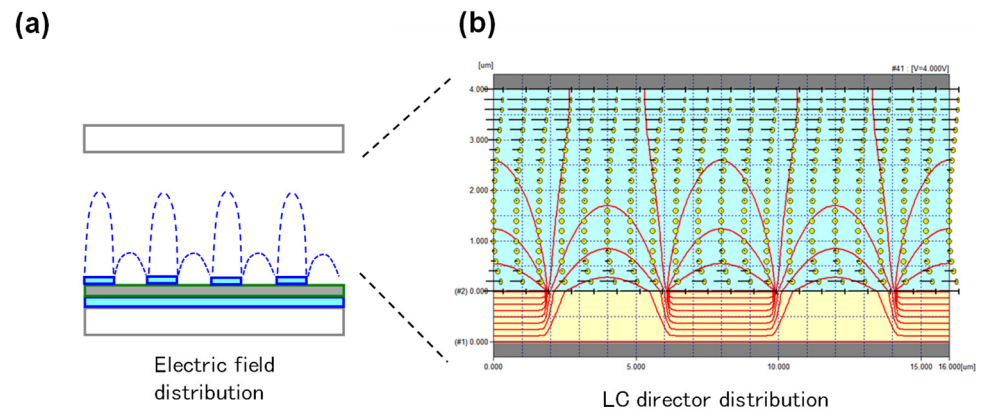 (a)
(b)
[um]
#41 : [V=4.000V]
4.000
3.000
2.000
1.000
(#2) 0.000
(#1) 0.000
0.000 5.000 10.000 15.000 16.000[um]
Electric field
distribution
LC director distribution